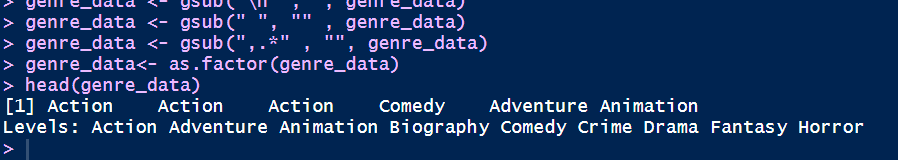 > genre_data <- gsub("\n" , "", genre_data)
> genre_data <- gsub(" ", "" , genre_data)
> genre_data <- gsub(",.*" , "", genre_data)
> genre_data<- as.factor(genre_data)
> head(genre_data)
[1] Action    Action    Action    Comedy    Adventure Animation
Levels: Action Adventure Animation Biography Comedy Crime Drama Fantasy Horror
>